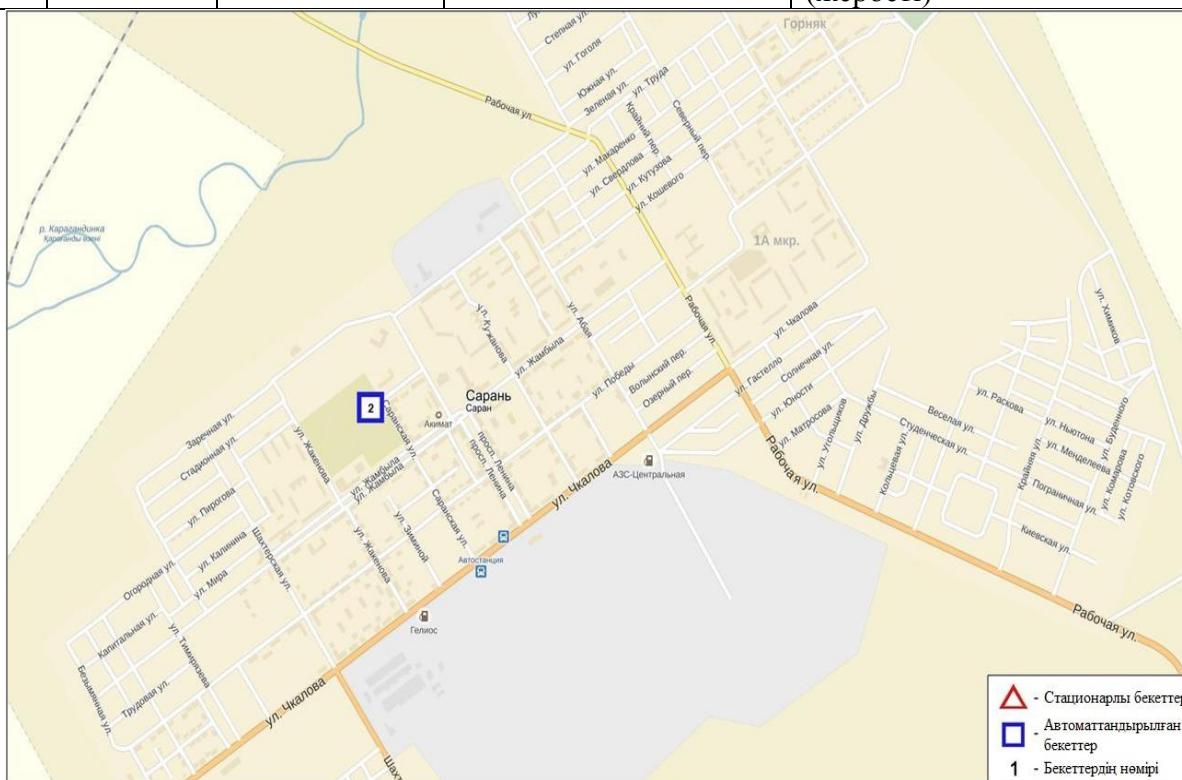 Степная ул.
Горняк
ул. Гоголя
Южная ул.
Зеленая ул.
ул. Труда
Рабочая ул.
Крайний пер.
Северный пер.
ул. Макаренко
ул. Свердлова
ул. Кутузова
ул. Кошевого
р. Карагандинка
Қарағанды өзені
1А мкр.
ул. Химиков
ул. Кужанова
ул. Абая
Рабочая ул.
ул. Жамбыла
ул. Чкалова
ул. Победы
Волынский пер.
Озёрный пер.
ул. Гастелло
Солнечная ул.
ул. Юности
ул. Матросова
ул. Угольщиков
ул. Дружбы
Веселая ул.
Студенческая ул.
Кольцевая ул.
ул. Раскова
ул. Ньютона
ул. Буденного
ул. Менделеева
Крайняя ул.
Пограничная ул.
ул. Комарова
ул. Котовского
Киевская ул.
2
Сарань
Саран
Акимат
Заречная ул.
Стадионная ул.
ул. Жакенова
Саранская ул.
ул. Жамбыла
ул. Жамбыла
просп. Ленина
просп. Ленина
АЗС-Центральная
ул. Чкалова
Рабочая ул.
ул. Пирогова
ул. Калинина
ул. Мира
Шахтерская ул.
ул. Жакенова
ул. Зиминой
Саранская ул.
Автостанция
Огородная ул.
Капитальная ул.
ул. Тимирязева
Гелиос
Трудовая ул.
Безымянная ул.
ул. Чкалова
Рабочая ул.
- Стационарлы бекеттер
- Автоматтандырылған
бекеттер
1 - Бекеттердің нөмірі